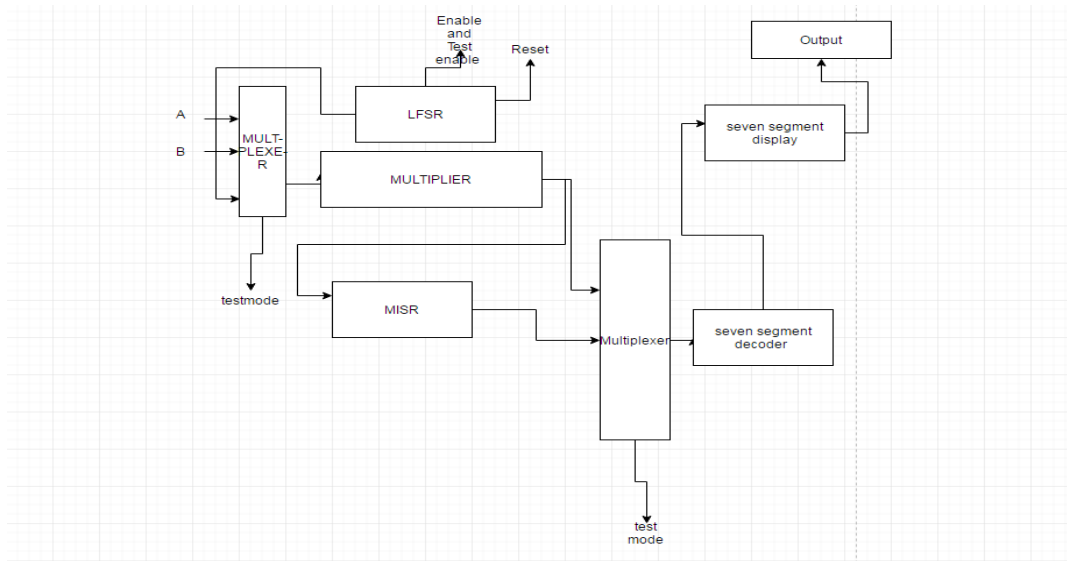 Enable
and
Test
enable
Reset
Output
A
B
MULT-
PLEXE-
R
LFSR
MULTIPLIER
seven segment
display
testmode
MISR
Multiplexer
seven segment
decoder
test
mode